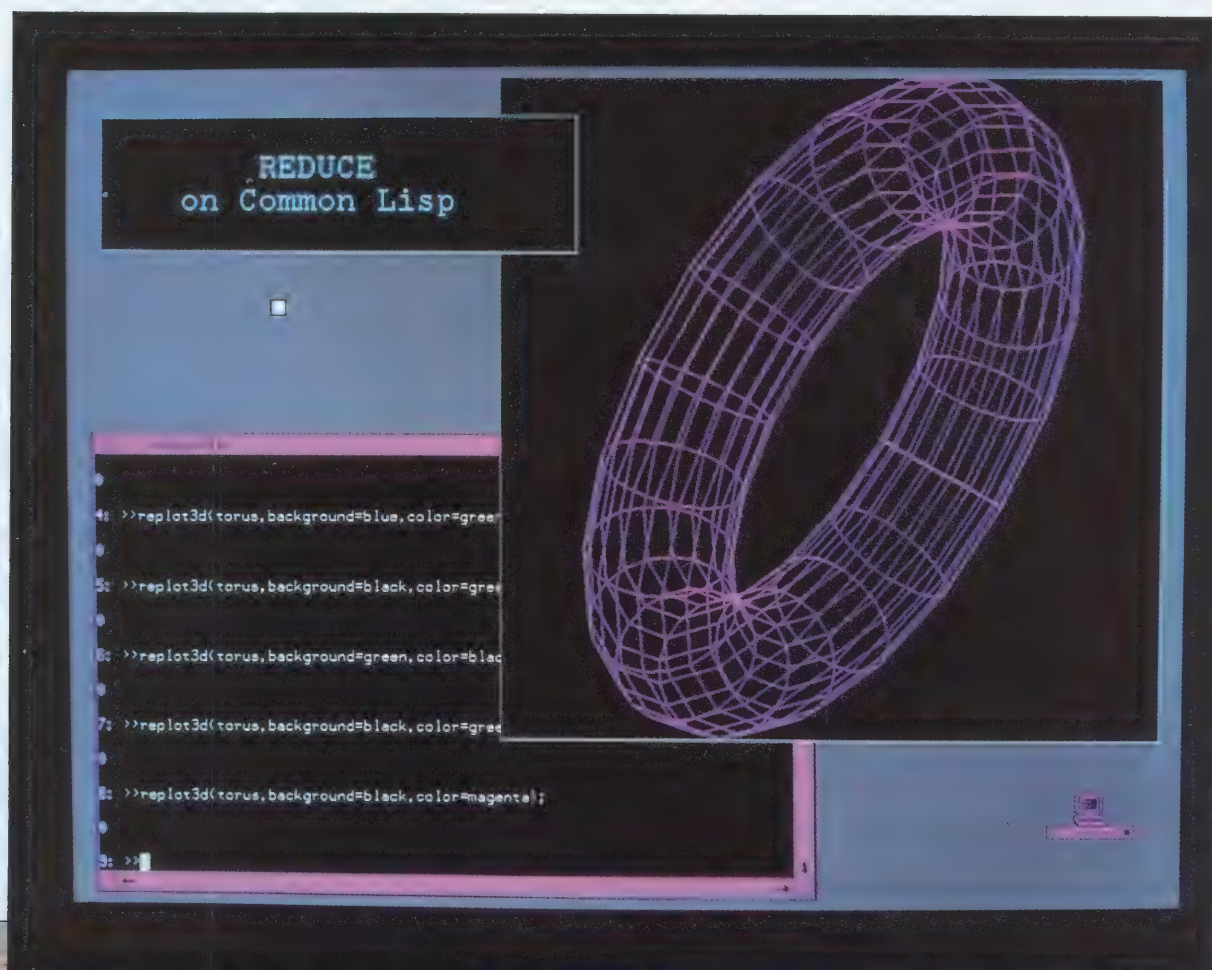 REDUCE
on Common Lisp
4: >>replot3d(torus,background=blue,color=green
5: >>replot3d(torus,background=black,color=gree
6: >>replot3d(torus,background=green,color=blac
7: >>replot3d(torus,background=black,color=gree
8: >>replot3d(torus,background=black,color=magenta);
9: >>